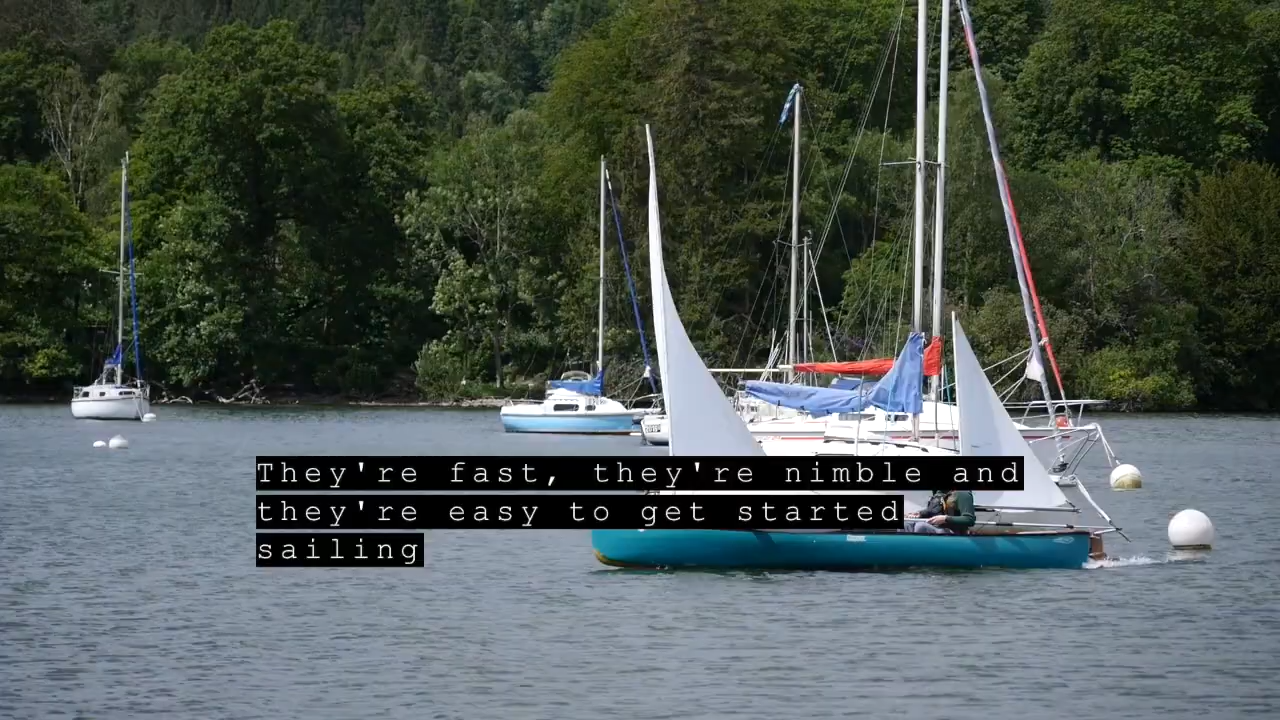 They're fast, they're nimble and
they're easy to get started
sailing